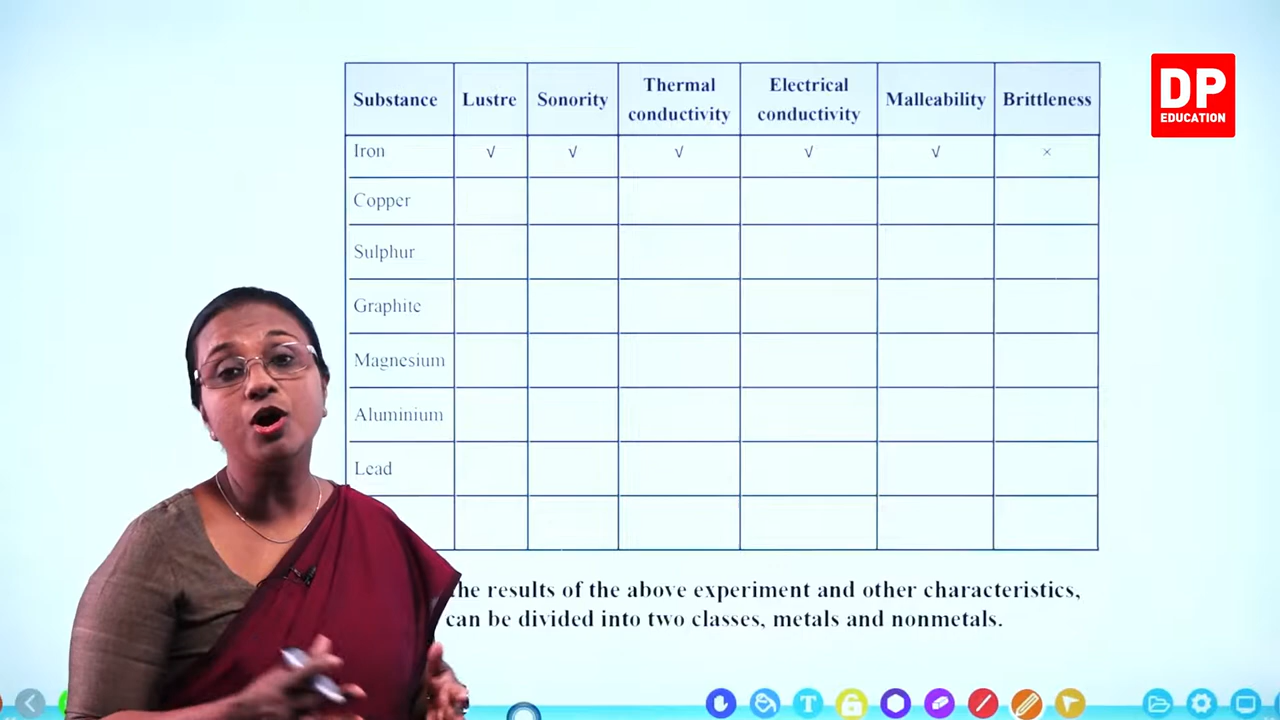 DP
EDUCATION
Substance Lustre Sonority Thermal conductivity Electrical conductivity Malleability Brittleness
Iron √ √ √ √ √ ×
Copper
Sulphur
Graphite
Magnesium
Aluminium
Lead
the results of the above experiment and other characteristics,
can be divided into two classes, metals and nonmetals.
T